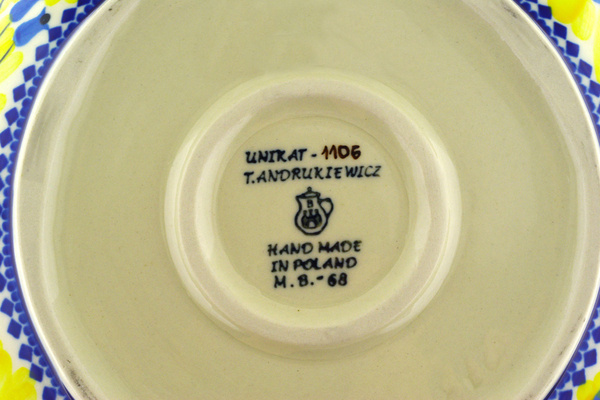 UNIKAT - 1106
T. ANDRUKIEWICZ
B
HAND MADE
IN POLAND
M. B. - 68